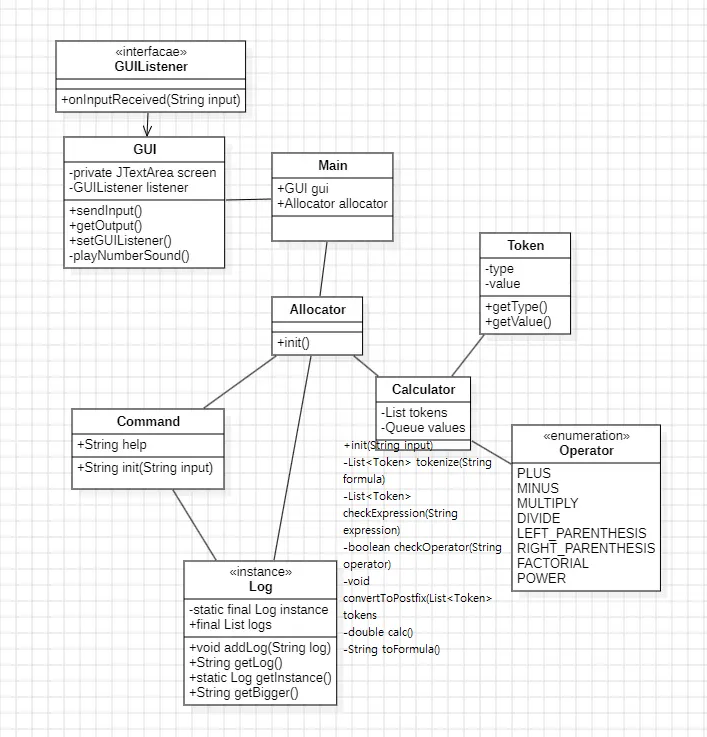 «interfacae»
GUIListener
+onInputReceived(String input)
GUI
-private JTextArea screen
-GUIListener listener
+sendInput()
+getOutput()
+setGUIListener()
-playNumberSound()
Main
+GUI gui
+Allocator allocator
Token
-type
-value
+getType()
+getValue()
Allocator
+init()
Calculator
-List tokens
-Queue values
+init(String input)
-List<Token> tokenize(String
formula)
-List<Token>
checkExpression(String
expression)
-boolean checkOperator(String
operator)
-void
convertToPostfix(List<Token>
tokens
-double calc()
-String toFormula()
Command
+String help
+String init(String input)
«enumeration»
Operator
PLUS
MINUS
MULTIPLY
DIVIDE
LEFT_PARENTHESIS
RIGHT_PARENTHESIS
FACTORIAL
POWER
«instance»
Log
-static final Log instance
+final List logs
+void addLog(String log)
+String getLog()
+static Log getInstance()
+String getBigger()